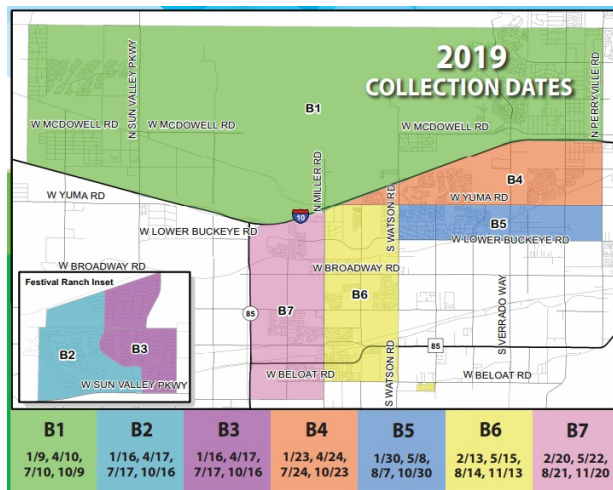 2019
COLLECTION DATES
N SUN VALLEY PKWY
N PERRYVILLE RD
B1
W MCDOWELL RD
W MCDOWELL RD
W MCDOWELL RD
N MILLER RD
B4
W YUMA RD
W YUMA RD
S WATSON RD
10
B5
W LOWER BUCKEYE RD
W LOWER BUCKEYE RD
W BROADWAY RD
W BROADWAY RD
Festival Ranch Inset
B6
B7
S VERRADO WAY
85
85
B2
B3
W SUN VALLEY PKWY
W BELOAT RD
S WATSON RD
W BELOAT RD
B1
1/9, 4/10,
7/10, 10/9
B2
1/16, 4/17,
7/17, 10/16
B3
1/16, 4/17,
7/17, 10/16
B4
1/23, 4/24,
7/24, 10/23
B5
1/30, 5/8,
8/7, 10/30
B6
2/13, 5/15,
8/14, 11/13
B7
2/20, 5/22,
8/21, 11/20